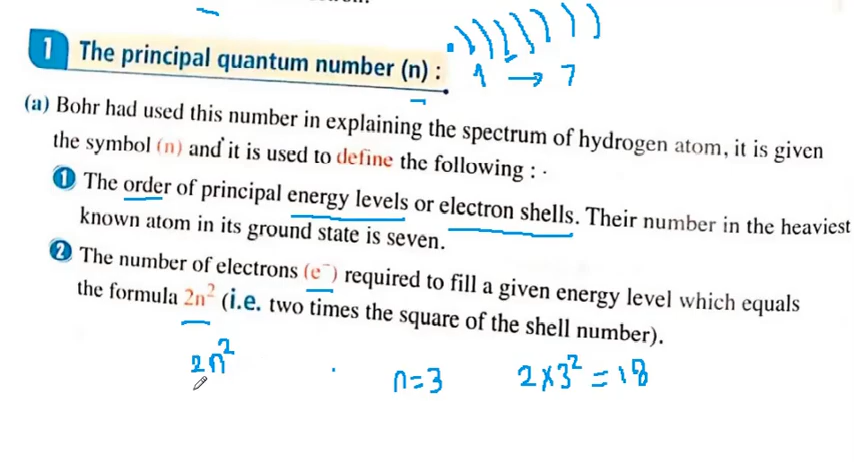 1 The principal quantum number (n) :
1 → 7
(a) Bohr had used this number in explaining the spectrum of hydrogen atom, it is given
the symbol (n) and it is used to define the following :
1 The order of principal energy levels or electron shells. Their number in the heaviest
known atom in its ground state is seven.
2 The number of electrons (e⁻) required to fill a given energy level which equals
the formula 2n² (i.e. two times the square of the shell number).
2n² n=3 2×3² = 18